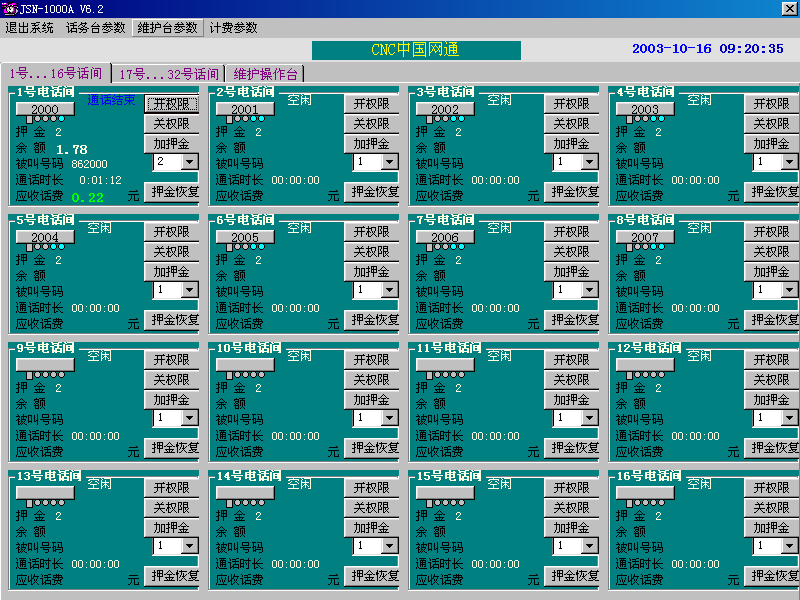 JSN-1000A V6.2
退出系统 话务台参数 维护台参数 计费参数
CNC中国网通 2003-10-16 09:20:35
1号...16号话间 17号...32号话间 维护操作台
1号电话间
2000 通话结束 开权限
关权限
押 金 2 加押金
余 额 1.78
被叫号码 862000 2
通话时长 0:01:12
应收话费 0.22 元 押金恢复
2号电话间
2001 空闲 开权限
关权限
押 金 2 加押金
余 额
被叫号码 1
通话时长 00:00:00
应收话费 元 押金恢复
3号电话间
2002 空闲 开权限
关权限
押 金 2 加押金
余 额
被叫号码 1
通话时长 00:00:00
应收话费 元 押金恢复
4号电话间
2003 空闲 开权限
关权限
押 金 2 加押金
余 额
被叫号码 1
通话时长 00:00:00
应收话费 元 押金恢复
5号电话间
2004 空闲 开权限
关权限
押 金 2 加押金
余 额
被叫号码 1
通话时长 00:00:00
应收话费 元 押金恢复
6号电话间
2005 空闲 开权限
关权限
押 金 2 加押金
余 额
被叫号码 1
通话时长 00:00:00
应收话费 元 押金恢复
7号电话间
2006 空闲 开权限
关权限
押 金 2 加押金
余 额
被叫号码 1
通话时长 00:00:00
应收话费 元 押金恢复
8号电话间
2007 空闲 开权限
关权限
押 金 2 加押金
余 额
被叫号码 1
通话时长 00:00:00
应收话费 元 押金恢复
9号电话间
空闲 开权限
关权限
押 金 2 加押金
余 额
被叫号码 1
通话时长 00:00:00
应收话费 元 押金恢复
10号电话间
空闲 开权限
关权限
押 金 2 加押金
余 额
被叫号码 1
通话时长 00:00:00
应收话费 元 押金恢复
11号电话间
空闲 开权限
关权限
押 金 2 加押金
余 额
被叫号码 1
通话时长 00:00:00
应收话费 元 押金恢复
12号电话间
空闲 开权限
关权限
押 金 2 加押金
余 额
被叫号码 1
通话时长 00:00:00
应收话费 元 押金恢复
13号电话间
空闲 开权限
关权限
押 金 2 加押金
余 额
被叫号码 1
通话时长 00:00:00
应收话费 元 押金恢复
14号电话间
空闲 开权限
关权限
押 金 2 加押金
余 额
被叫号码 1
通话时长 00:00:00
应收话费 元 押金恢复
15号电话间
空闲 开权限
关权限
押 金 2 加押金
余 额
被叫号码 1
通话时长 00:00:00
应收话费 元 押金恢复
16号电话间
空闲 开权限
关权限
押 金 2 加押金
余 额
被叫号码 1
通话时长 00:00:00
应收话费 元 押金恢复